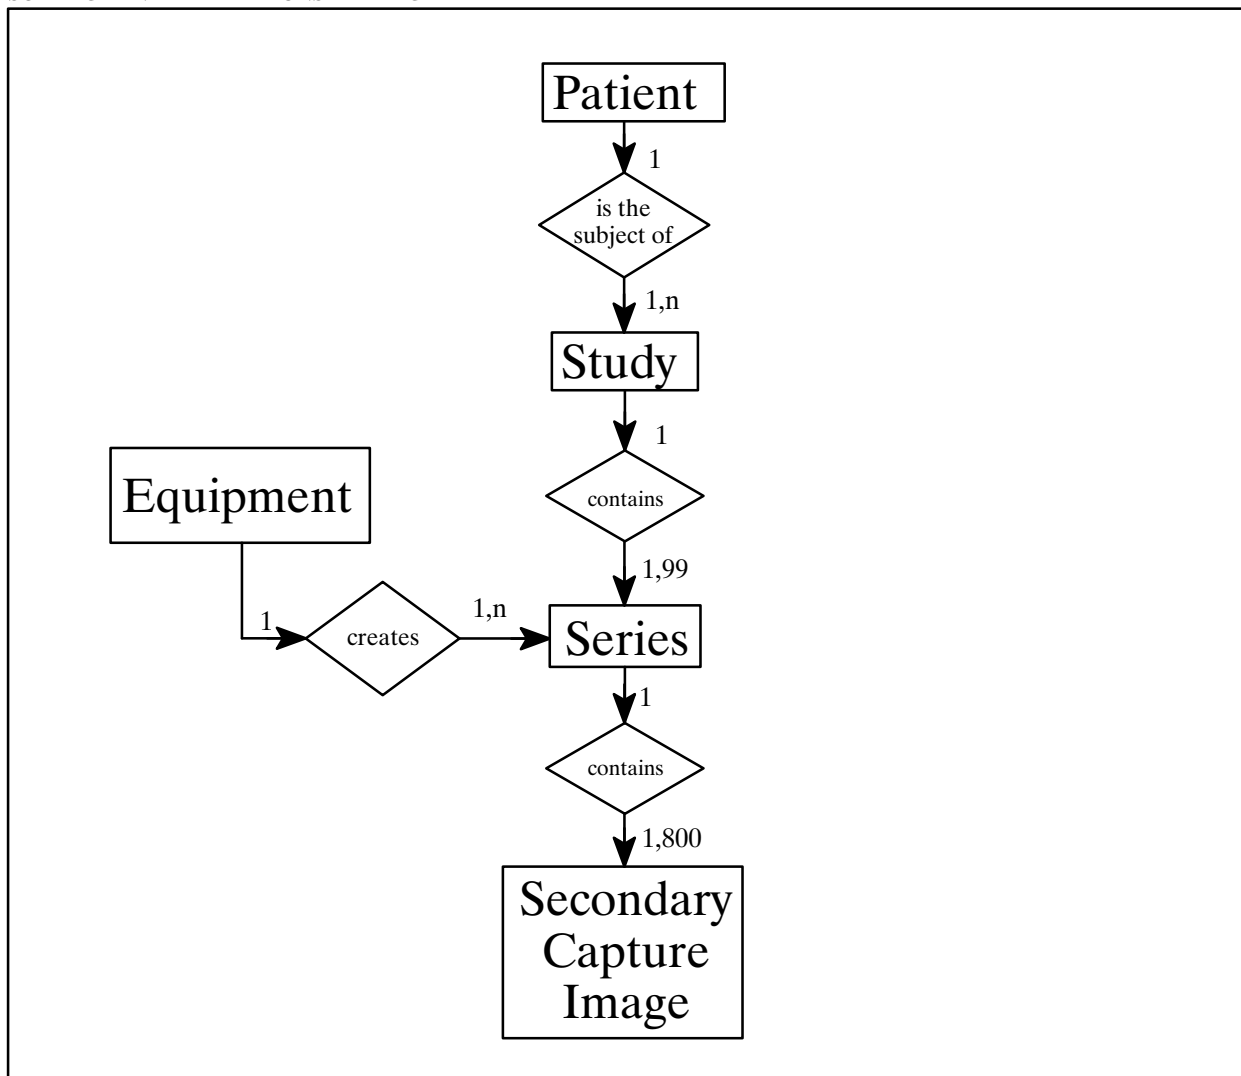 Patient
1
is the
subject of
1,n
Study
1
contains
1,99
Equipment
1
creates
1,n
Series
1
contains
1,800
Secondary
Capture
Image